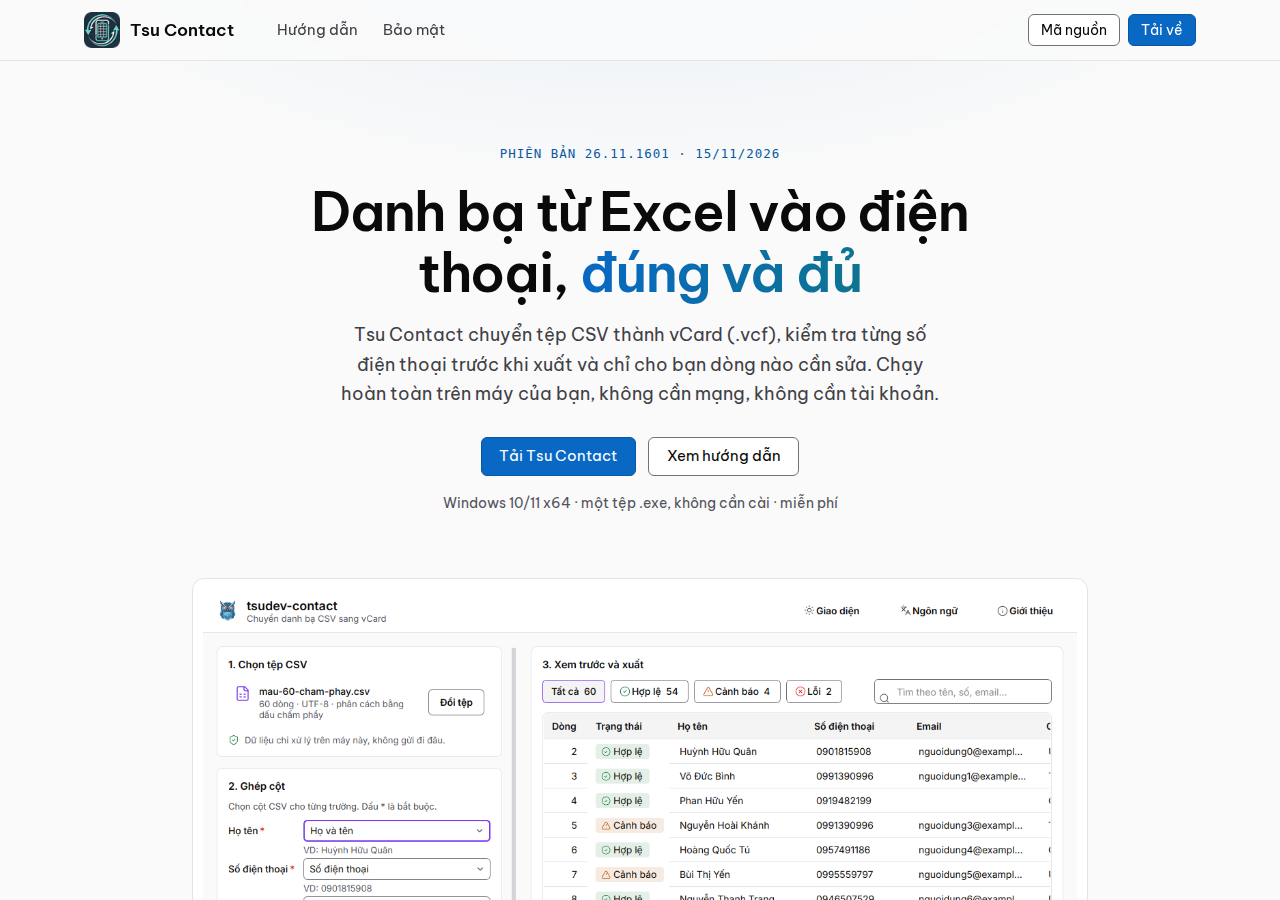 Tsu Contact
Hướng dẫn
Bảo mật
Mã nguồn
Tải về
PHIÊN BẢN 26.11.1601 · 15/11/2026
Danh bạ từ Excel vào điện
thoại, đúng và đủ
Tsu Contact chuyển tệp CSV thành vCard (.vcf), kiểm tra từng số
điện thoại trước khi xuất và chỉ cho bạn dòng nào cần sửa. Chạy
hoàn toàn trên máy của bạn, không cần mạng, không cần tài khoản.
Tải Tsu Contact
Xem hướng dẫn
Windows 10/11 x64 · một tệp .exe, không cần cài · miễn phí
tsudev-contact
Chuyển danh bạ CSV sang vCard
Giao diện
Ngôn ngữ
Giới thiệu
1. Chọn tệp CSV
mau-60-cham-phay.csv
60 dòng · UTF-8 · phân cách bằng
dấu chấm phẩy
Đổi tệp
Dữ liệu chỉ xử lý trên máy này, không gửi đi đâu.
2. Ghép cột
Chọn cột CSV cho từng trường. Dấu * là bắt buộc.
Họ tên *
Họ và tên
VD: Huỳnh Hữu Quân
Số điện thoại *
Số điện thoại
VD: 0901815908
3. Xem trước và xuất
Tất cả 60
Hợp lệ 54
Cảnh báo 4
Lỗi 2
Tìm theo tên, số, email...
Dòng Trạng thái Họ tên Số điện thoại Email
2 Hợp lệ Huỳnh Hữu Quân 0901815908 nguoidung0@exampl...
3 Hợp lệ Võ Đức Bình 0991390996 nguoidung1@example...
4 Hợp lệ Phan Hữu Yến 0919482199
5 Cảnh báo Nguyễn Hoài Khánh 0991390996 nguoidung3@exampl...
6 Hợp lệ Hoàng Quốc Tú 0957491186 nguoidung4@exampl...
7 Cảnh báo Bùi Thị Yến 0995559797 nguoidung5@exampl...
8 Hợp lệ Nguyễn Thanh Trang 0946507529 nguoidung6@exampl...